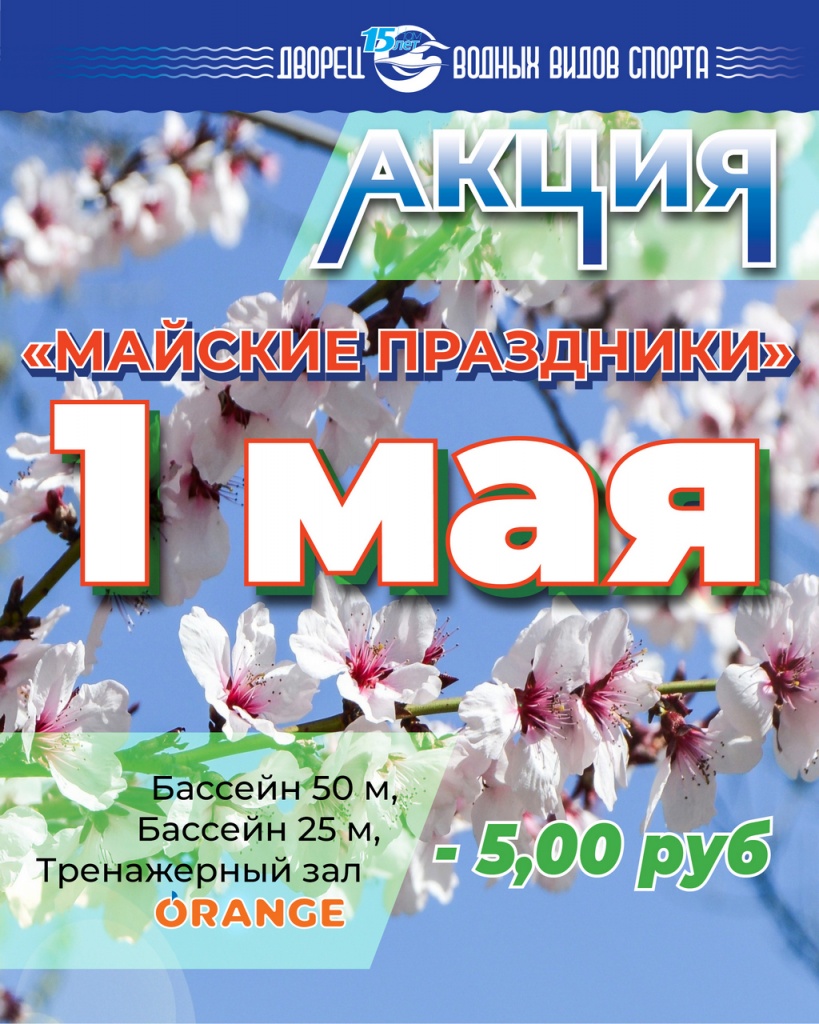 ДВОРЕЦ 15 лет ВОДНЫХ ВИДОВ СПОРТА
АКЦИЯ
«МАЙСКИЕ ПРАЗДНИКИ»
1 мая
Бассейн 50 м,
Бассейн 25 м,
Тренажерный зал
ORANGE
- 5,00 руб